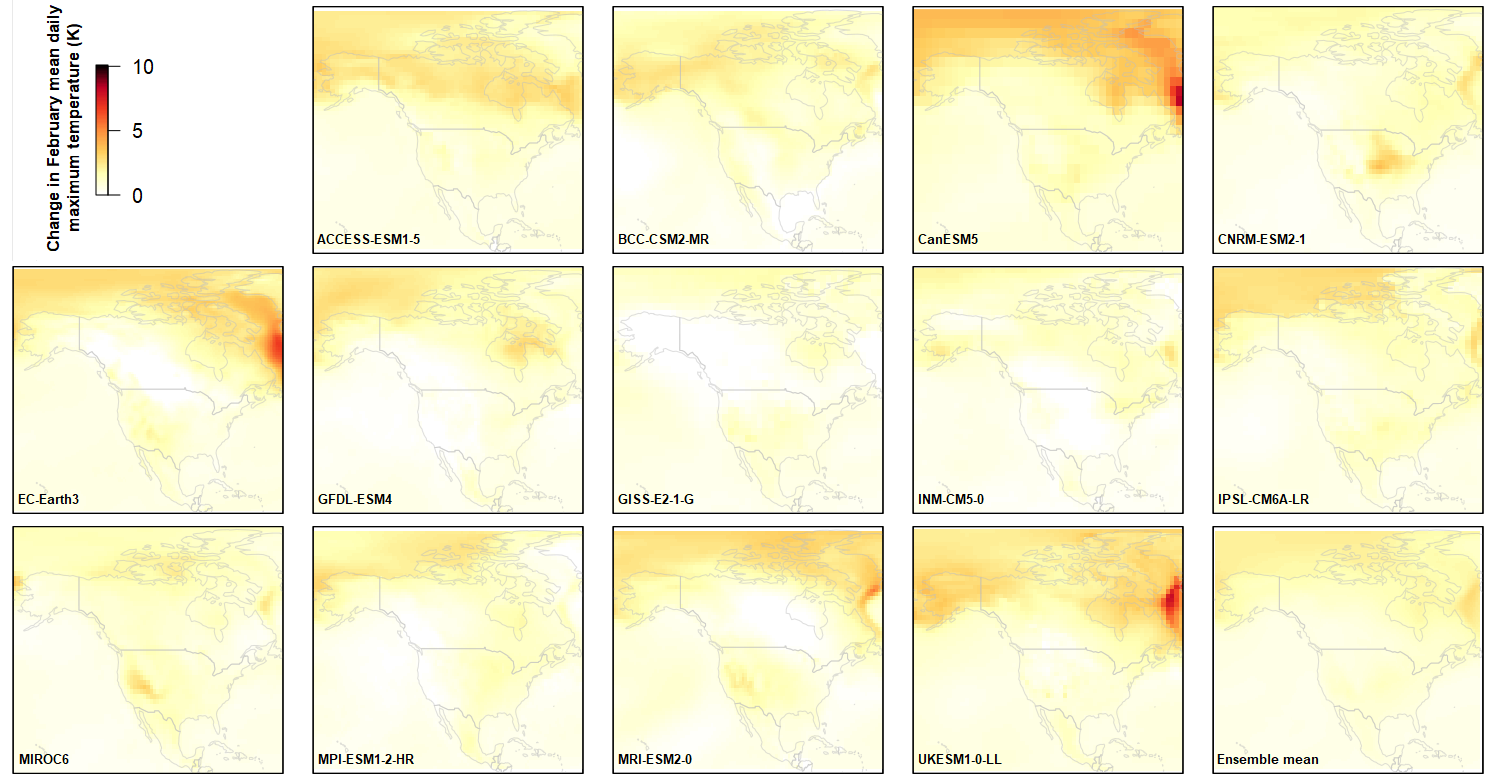 Change in February mean daily
maximum temperature (K)
10
5
0
ACCESS-ESM1-5
BCC-CSM2-MR
CanESM5
CNRM-ESM2-1
EC-Earth3
GFDL-ESM4
GISS-E2-1-G
INM-CM5-0
IPSL-CM6A-LR
MIROC6
MPI-ESM1-2-HR
MRI-ESM2-0
UKESM1-0-LL
Ensemble mean